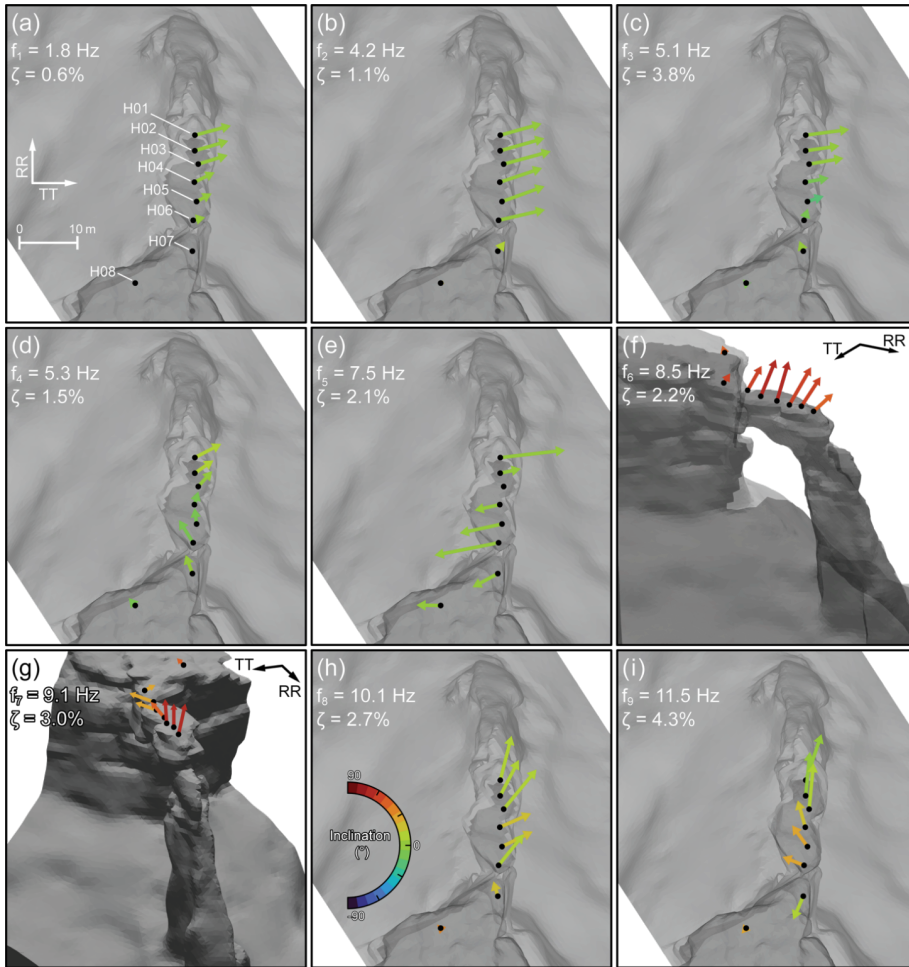 (a)
f₁ = 1.8 Hz
ζ = 0.6%
H01
H02
H03
H04
H05
H06
H07
H08
RR
TT
0 10 m
(b)
f₂ = 4.2 Hz
ζ = 1.1%
(c)
f₃ = 5.1 Hz
ζ = 3.8%
(d)
f₄ = 5.3 Hz
ζ = 1.5%
(e)
f₅ = 7.5 Hz
ζ = 2.1%
(f)
f₆ = 8.5 Hz
ζ = 2.2%
TT RR
(g)
f₇ = 9.1 Hz
ζ = 3.0%
TT
RR
(h)
f₈ = 10.1 Hz
ζ = 2.7%
90
Inclination
(°)
0
-90
(i)
f₉ = 11.5 Hz
ζ = 4.3%